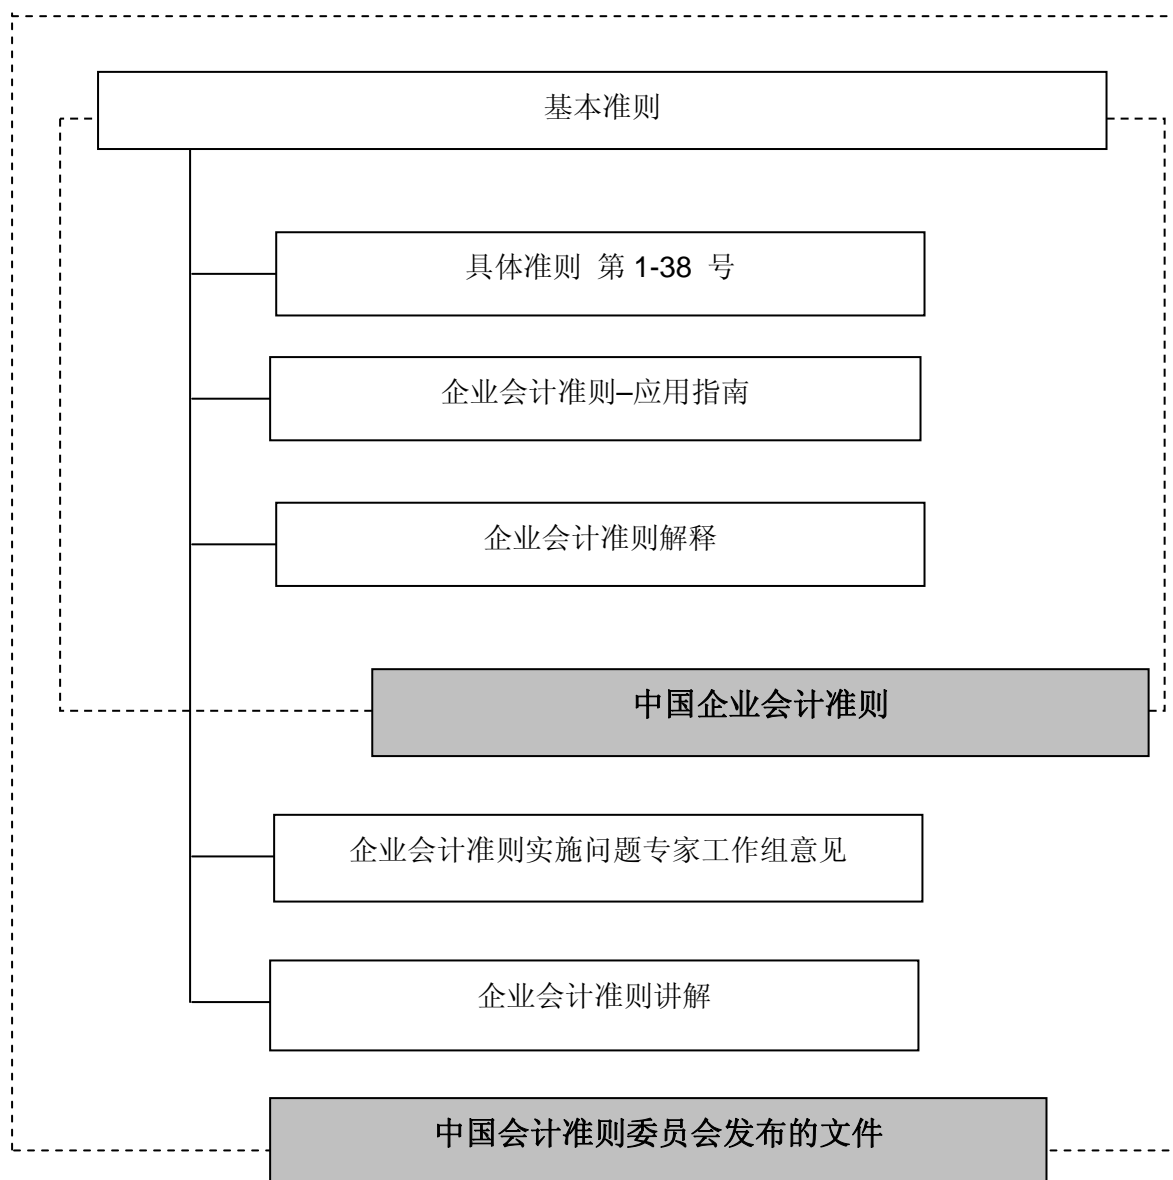 基本准则
具体准则 第 1-38 号
企业会计准则–应用指南
企业会计准则解释
中国企业会计准则
企业会计准则实施问题专家工作组意见
企业会计准则讲解
中国会计准则委员会发布的文件